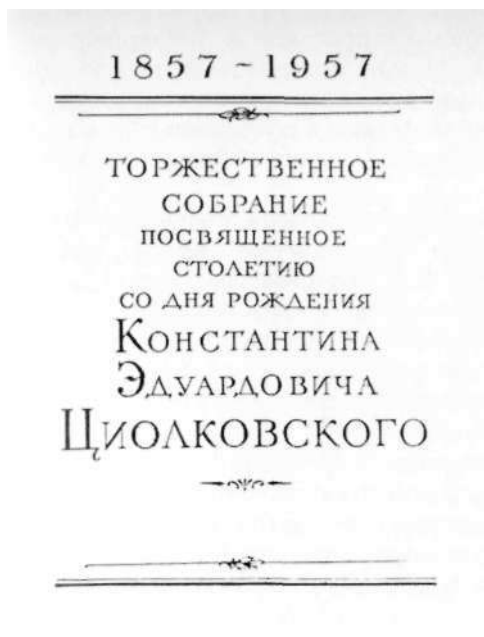 1857-1957
ТОРЖЕСТВЕННОЕ
СОБРАНИЕ
ПОСВЯЩЕННОЕ
СТОЛЕТИЮ
СО ДНЯ РОЖДЕНИЯ
КОНСТАНТИНА
ЭДУАРДОВИЧА
ЦИОЛКОВСКОГО